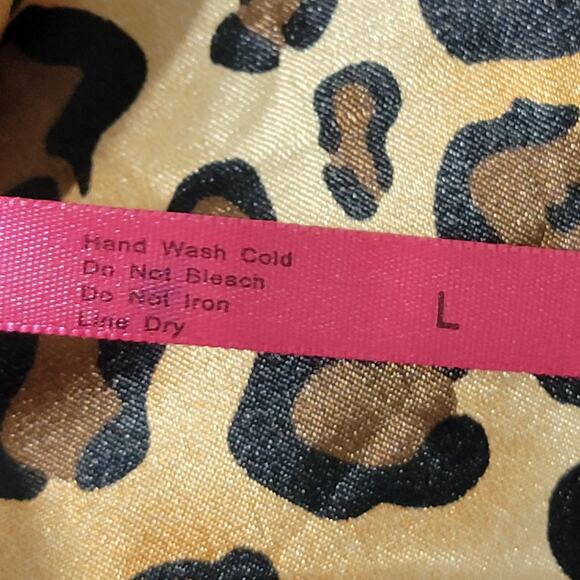 Hand Wash Cold
Do Not Bleach
Do Not Iron
Line Dry
L